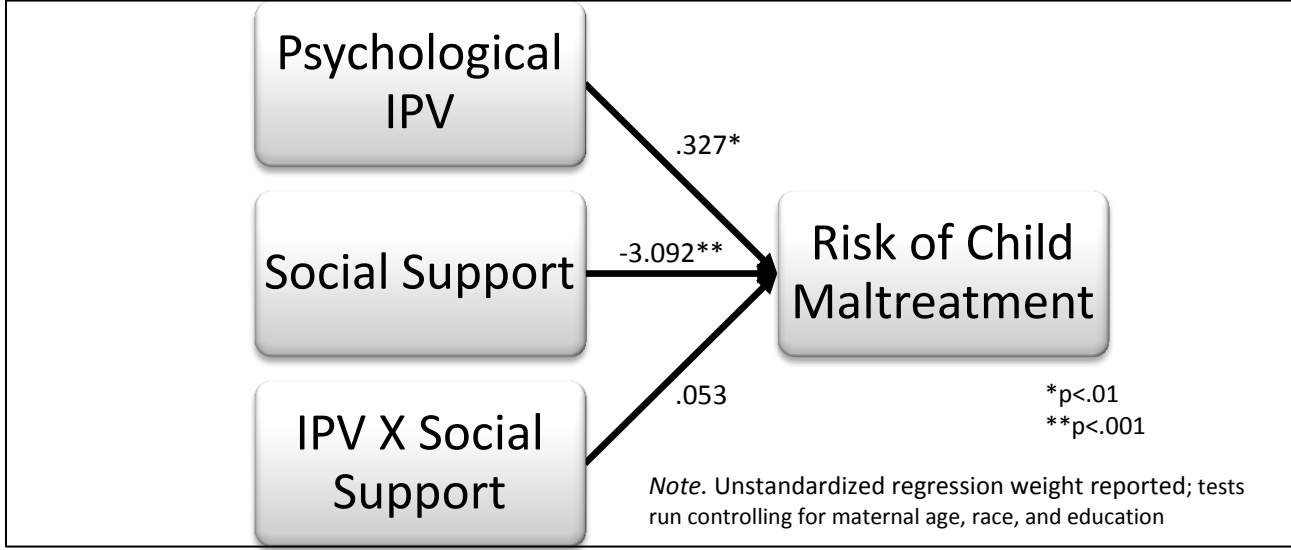 Psychological
IPV
.327*
Social Support
-3.092**
Risk of Child
Maltreatment
IPV X Social
Support
.053
*p<.01
**p<.001
Note. Unstandardized regression weight reported; tests
run controlling for maternal age, race, and education